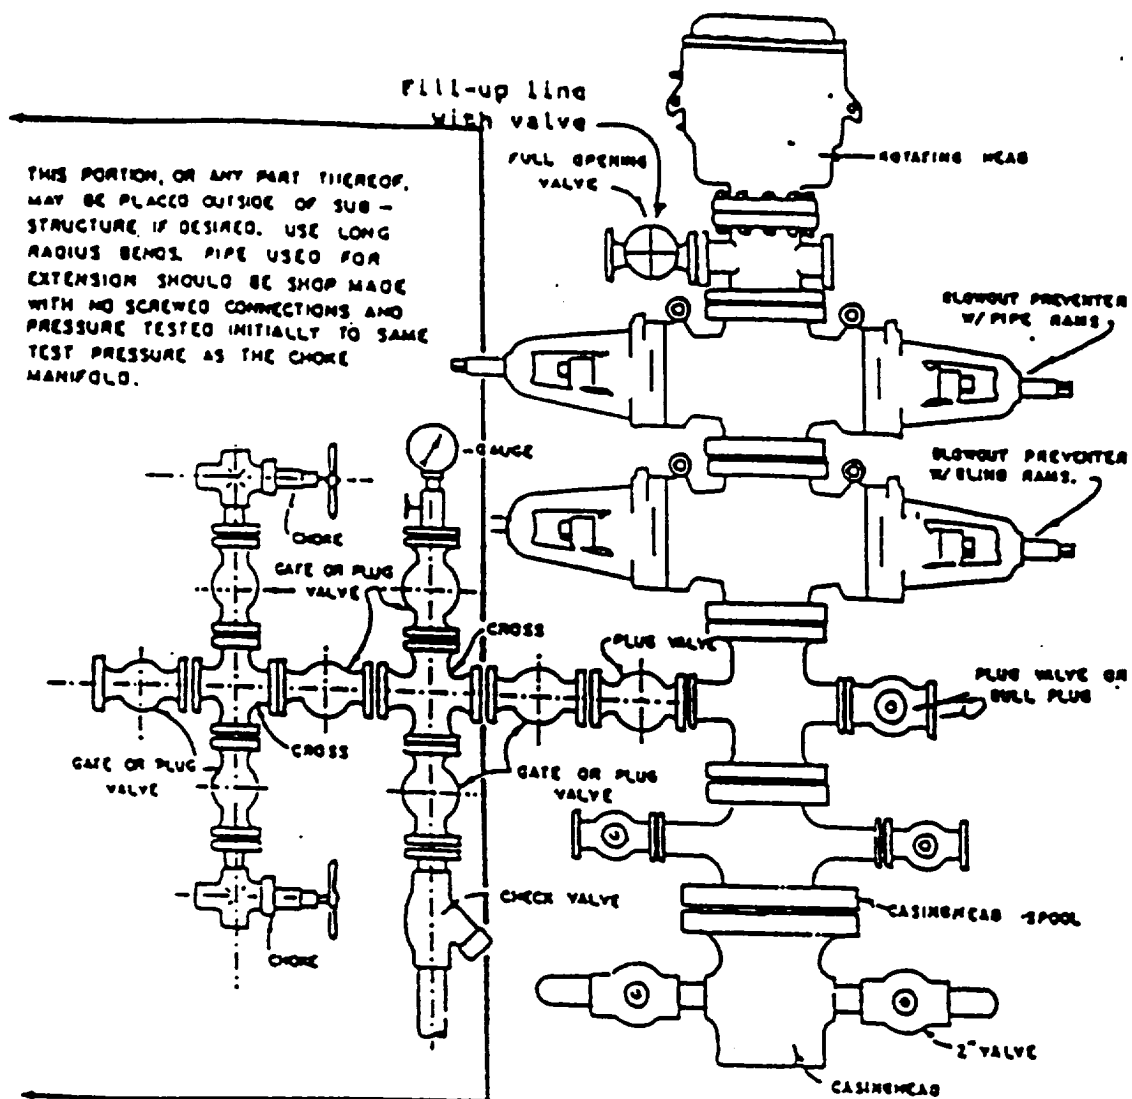 Fill-up line
with valve
FULL OPENING
VALVE
ROTATING HEAD
THIS PORTION, OR ANY PART THEREOF,
MAY BE PLACED OUTSIDE OF SUB-
STRUCTURE IF DESIRED. USE LONG
RADIUS BENDS. PIPE USED FOR
EXTENSION SHOULD BE SHOP MADE
WITH NO SCREWED CONNECTIONS AND
PRESSURE TESTED INITIALLY TO SAME
TEST PRESSURE AS THE CHOKE
MANIFOLD.
BLOWOUT PREVENTER
W/ PIPE RAMS
GAUGE
BLOWOUT PREVENTER
W/ BLIND RAMS.
CHOKE
GATE OR PLUG
VALVE
CROSS
PLUG VALVE
PLUG VALVE OR
BULL PLUG
CROSS
GATE OR PLUG
VALVE
GATE OR PLUG
VALVE
CHECK VALVE
CASINGHEAD SPOOL
CHOKE
2" VALVE
CASINGHEAD